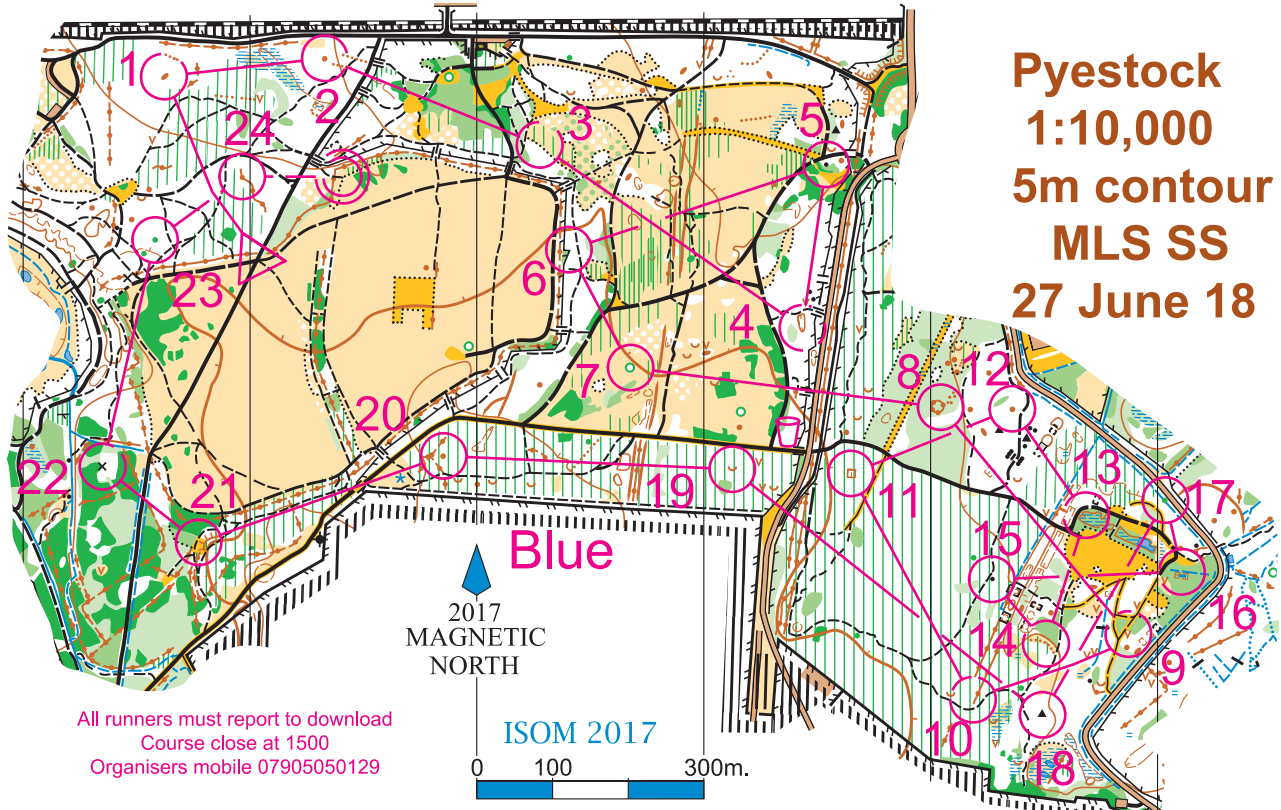 Pyestock
1:10,000
5m contour
MLS SS
27 June 18
1
2
24
3
5
6
23
4
7
8
12
20
22
21
19
11
13
17
15
16
14
9
10
18
Blue
2017
MAGNETIC
NORTH
ISOM 2017
0 100 300m.
All runners must report to download
Course close at 1500
Organisers mobile 07905050129